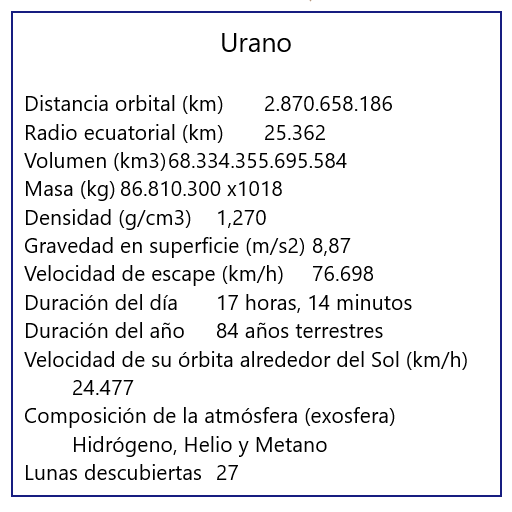 Urano
Distancia orbital (km) 2.870.658.186
Radio ecuatorial (km) 25.362
Volumen (km3) 68.334.355.695.584
Masa (kg) 86.810.300 x1018
Densidad (g/cm3) 1,270
Gravedad en superficie (m/s2) 8,87
Velocidad de escape (km/h) 76.698
Duración del día 17 horas, 14 minutos
Duración del año 84 años terrestres
Velocidad de su órbita alrededor del Sol (km/h)
24.477
Composición de la atmósfera (exosfera)
Hidrógeno, Helio y Metano
Lunas descubiertas 27